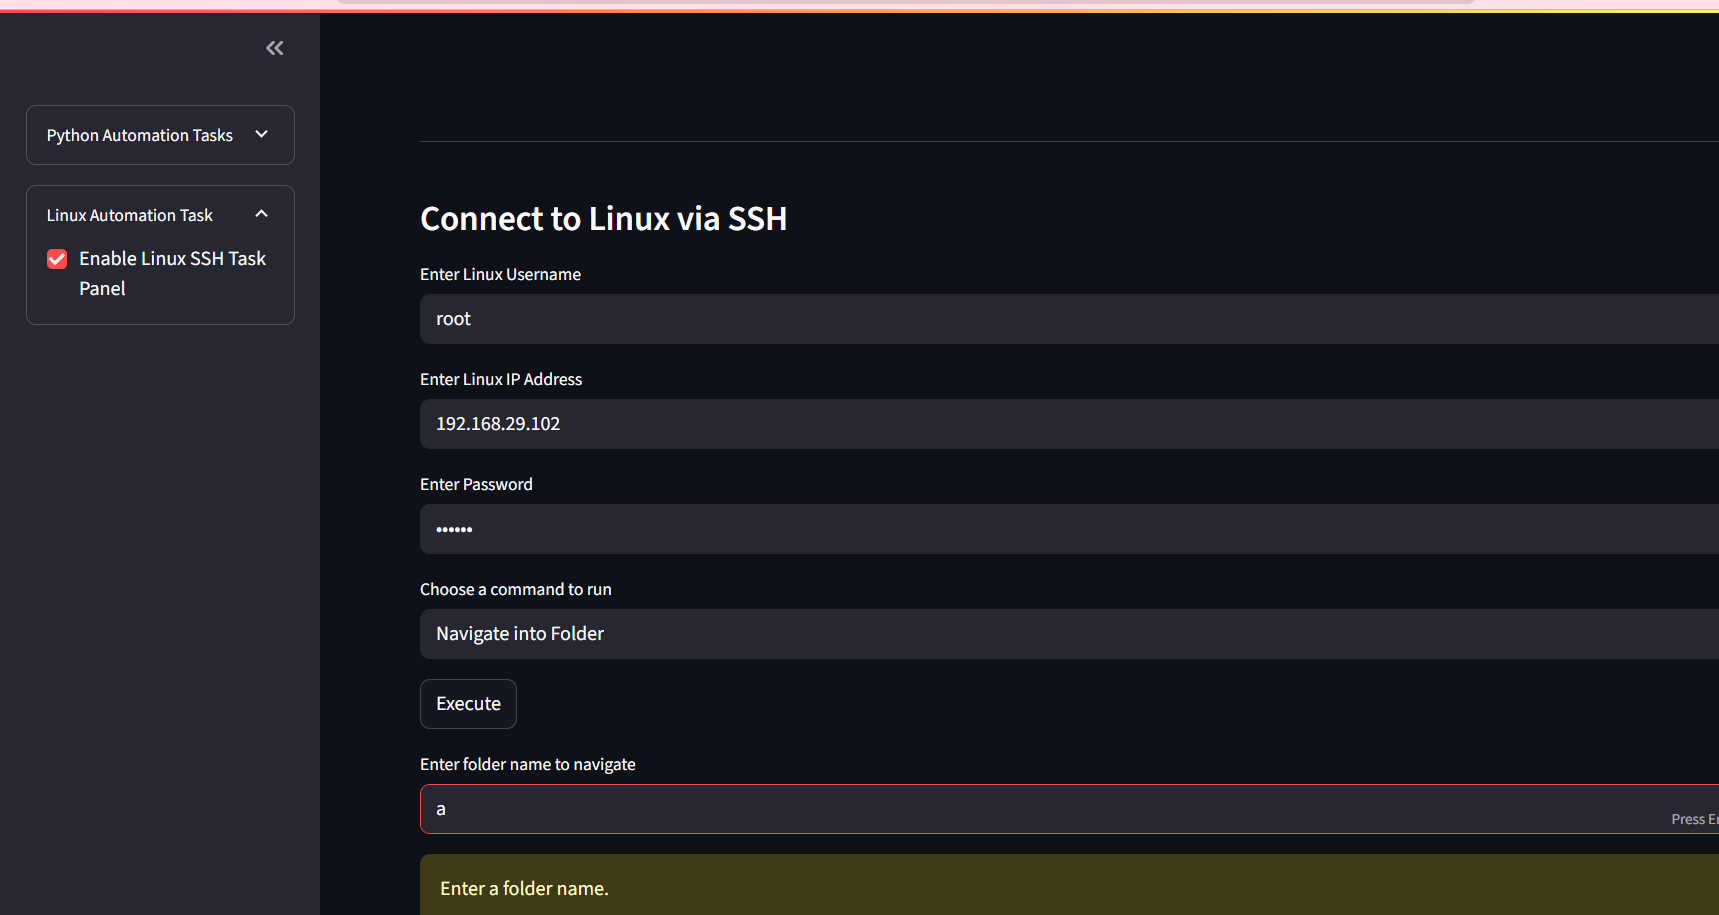 Python Automation Tasks
Linux Automation Task
Enable Linux SSH Task
Panel
Connect to Linux via SSH
Enter Linux Username
root
Enter Linux IP Address
192.168.29.102
Enter Password
••••••
Choose a command to run
Navigate into Folder
Execute
Enter folder name to navigate
a
Press
Enter a folder name.